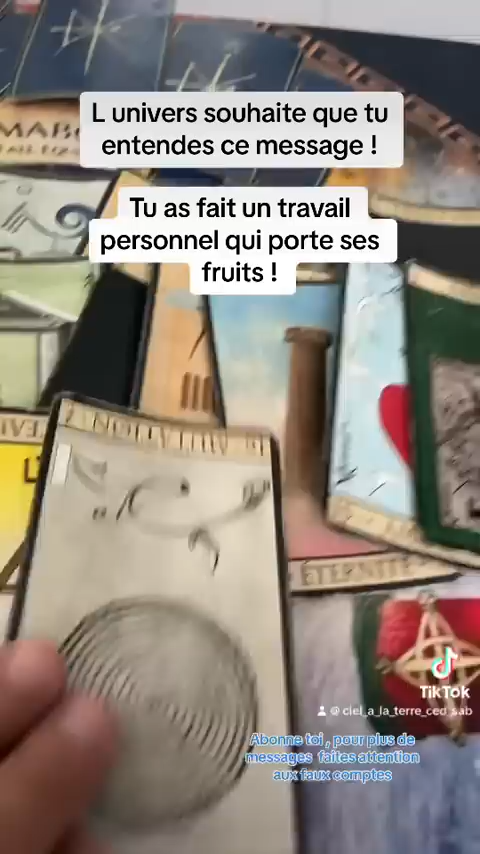 L univers souhaite que tu
entendes ce message !
Tu as fait un travail
personnel qui porte ses
fruits !
ÉTERNITÉ
TikTok
@ ciel_a_la_terre_ced_sab
Abonne toi , pour plus de
messages faites attention
aux faux comptes